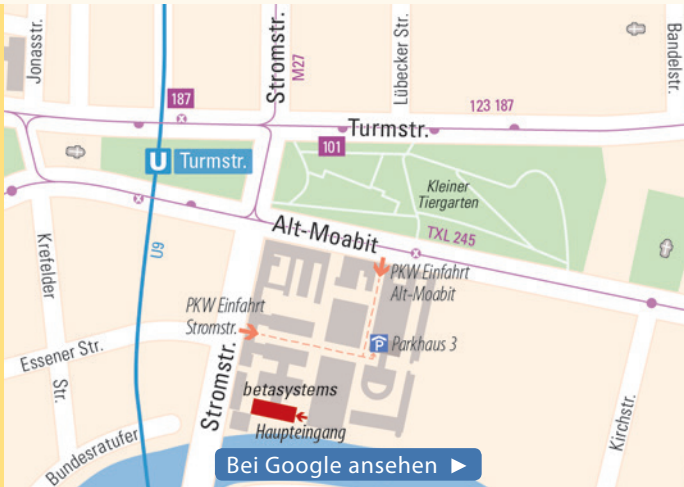 Jonasstr.
Stromstr.
M27
Lübecker Str.
Bandelstr.
187
123 187
Turmstr.
101
U Turmstr.
Kleiner
Tiergarten
Alt-Moabit
TXL 245
Krefelder
Str.
U9
PKW Einfahrt
Alt-Moabit
PKW Einfahrt
Stromstr.
P
Parkhaus 3
Essener Str.
Stromstr.
betasystems
Haupteingang
Kirchstr.
Bundesratufer
Bei Google ansehen ►